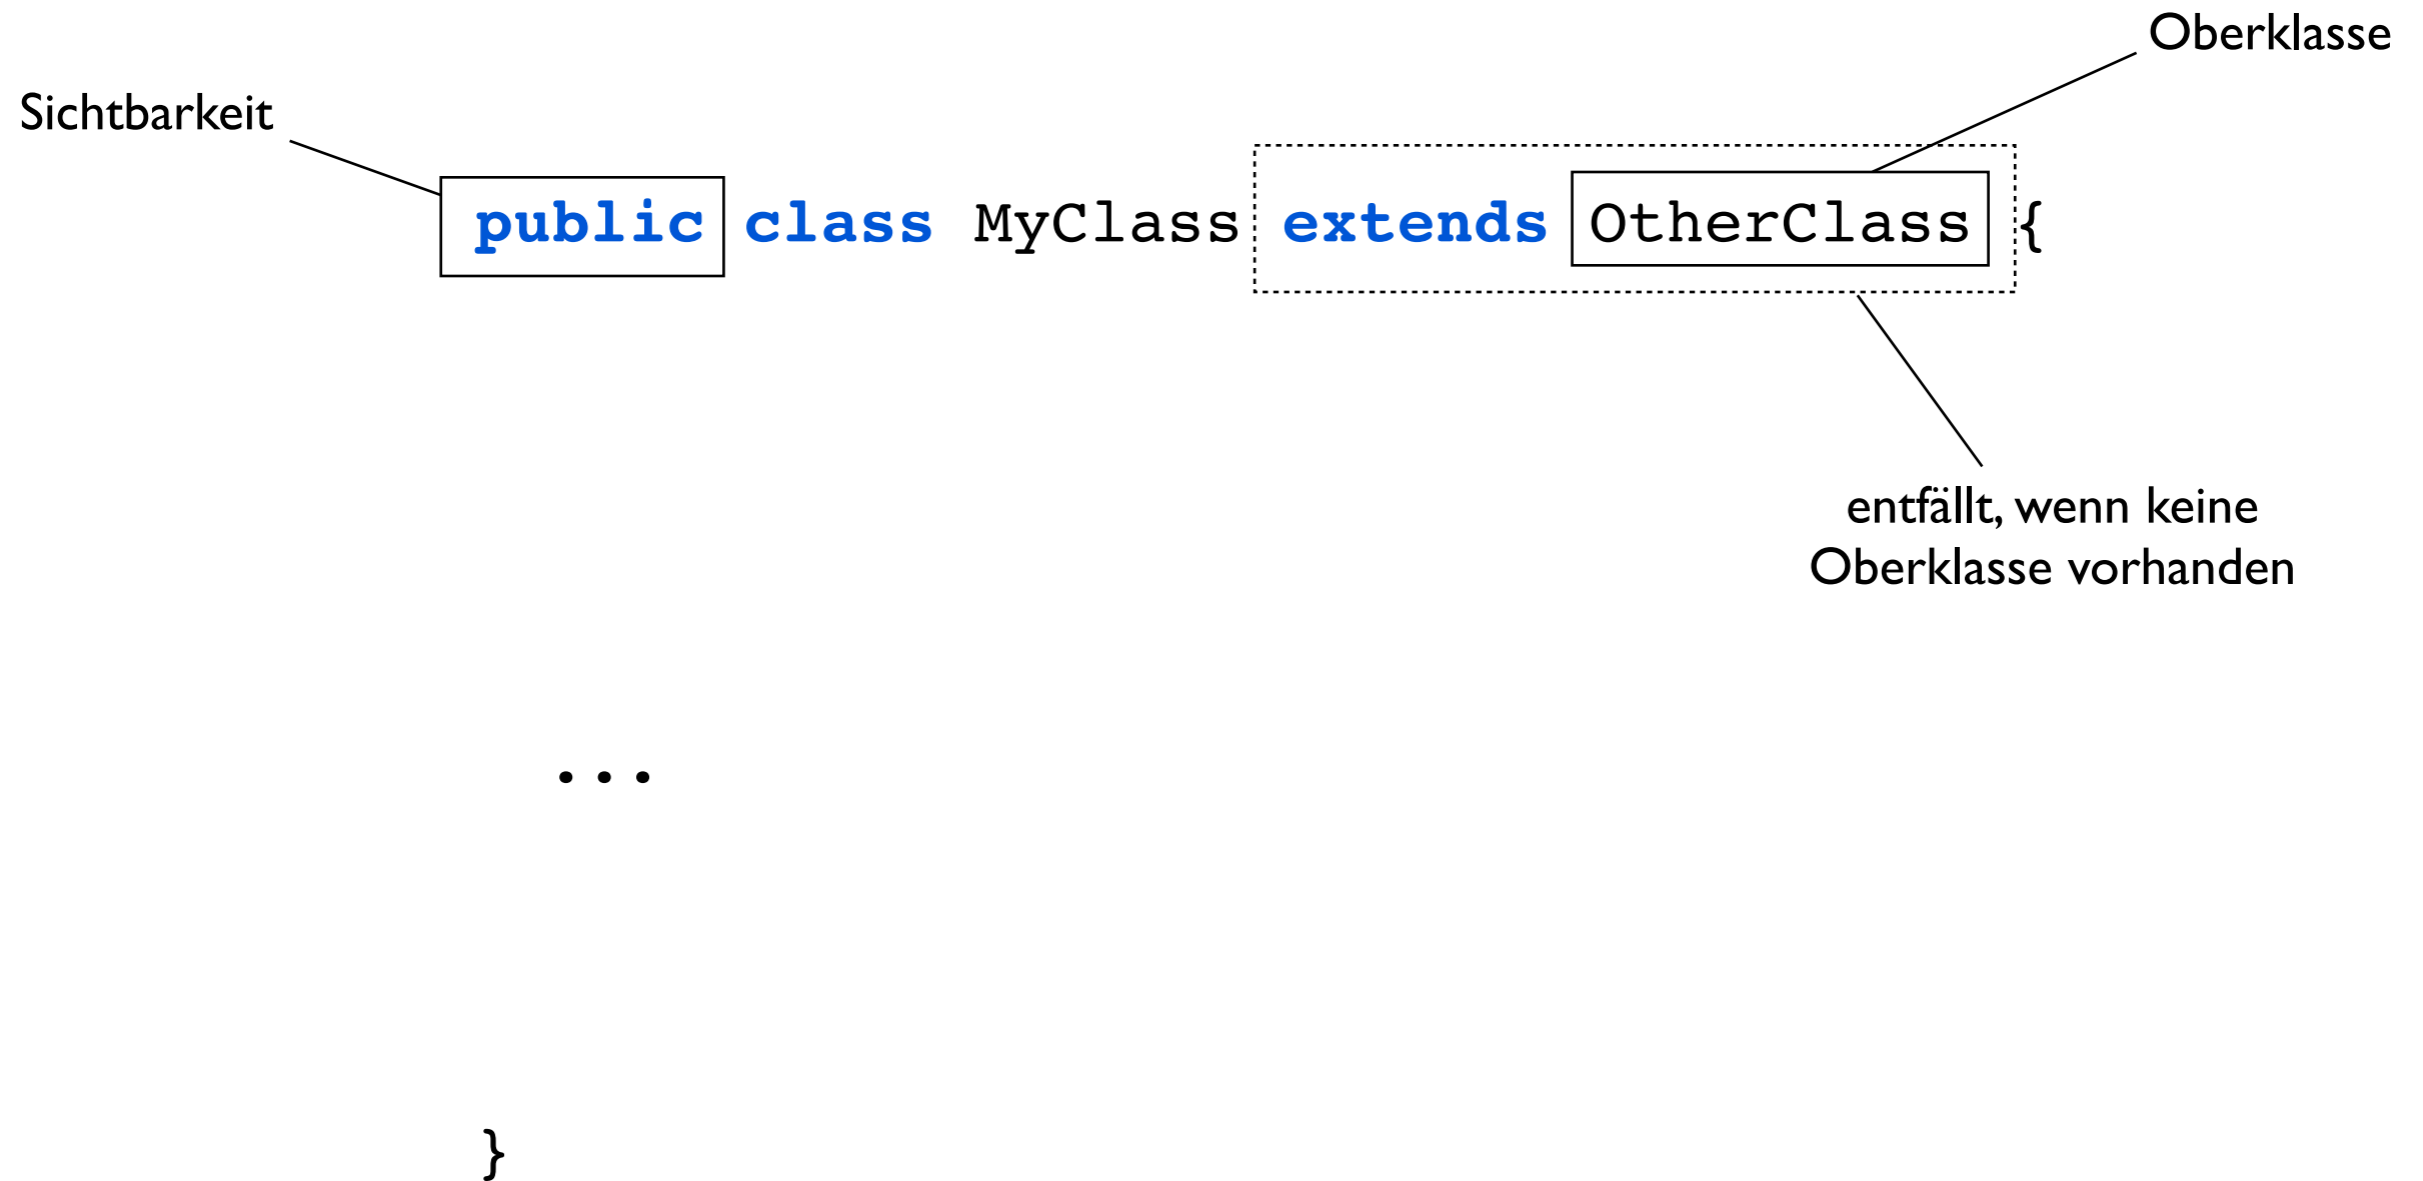 Oberklasse
Sichtbarkeit
public class MyClass extends OtherClass {
entfällt, wenn keine
Oberklasse vorhanden
...
}